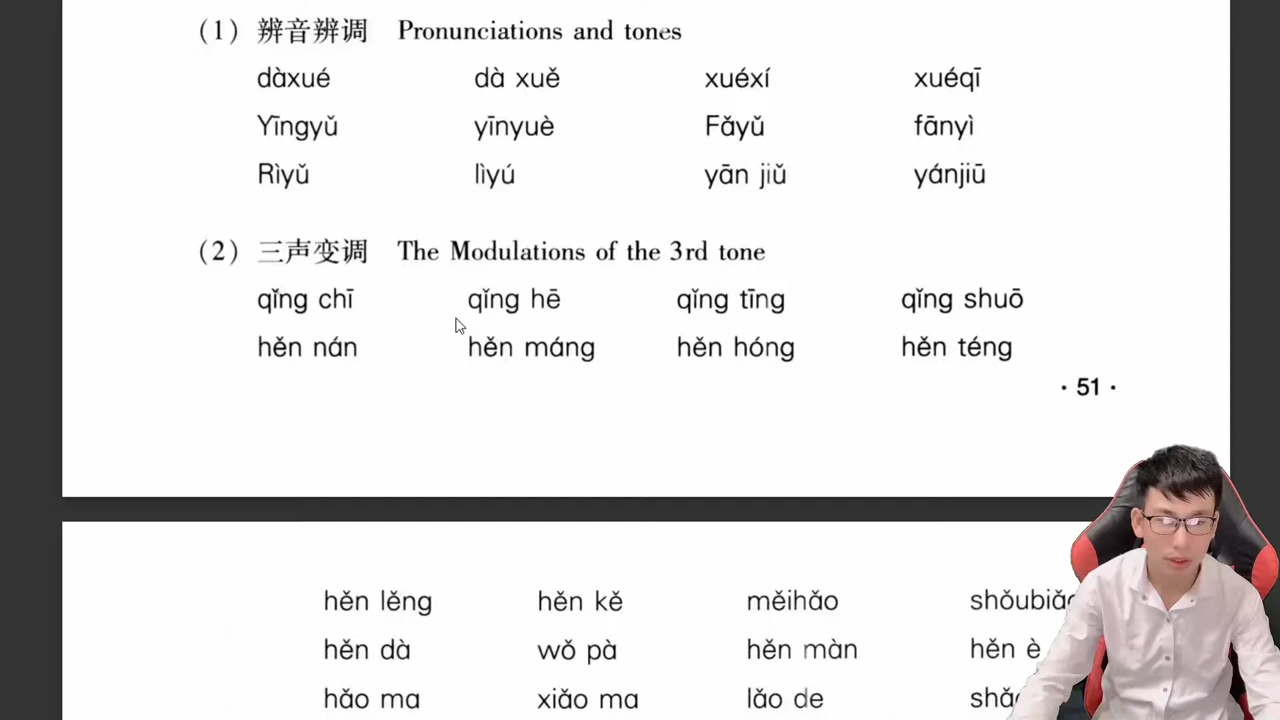 (1) 辨音辨调 Pronunciations and tones
dàxué dà xuě xuéxí xuéqī
Yīngyǔ yīnyuè Fǎyǔ fānyì
Rìyǔ lìyú yān jiǔ yánjiū
(2) 三声变调 The Modulations of the 3rd tone
qǐng chī qǐng hē qǐng tīng qǐng shuō
hěn nán hěn máng hěn hóng hěn téng
· 51 ·
hěn lěng hěn kě měihǎo
hěn dà wǒ pà hěn màn hěn è
hǎo ma xiǎo ma lǎo de